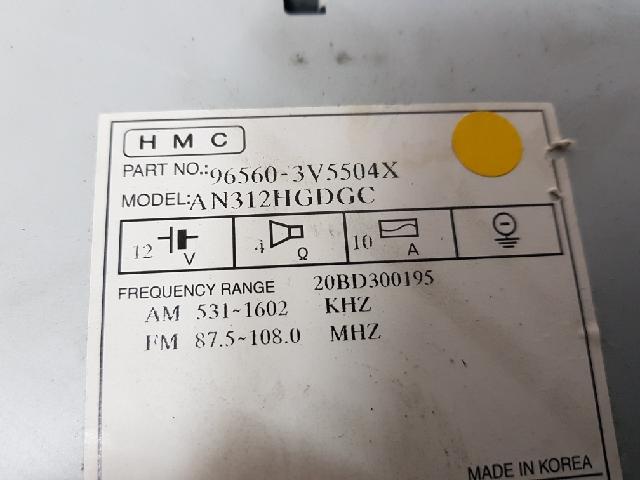 HMC
PART NO.:96560-3V5504X
MODEL:AN312HGDGC
12 V 4 Ω 10 A
FREQUENCY RANGE 20BD300195
AM 531~1602 KHZ
FM 87.5~108.0 MHZ
MADE IN KOREA